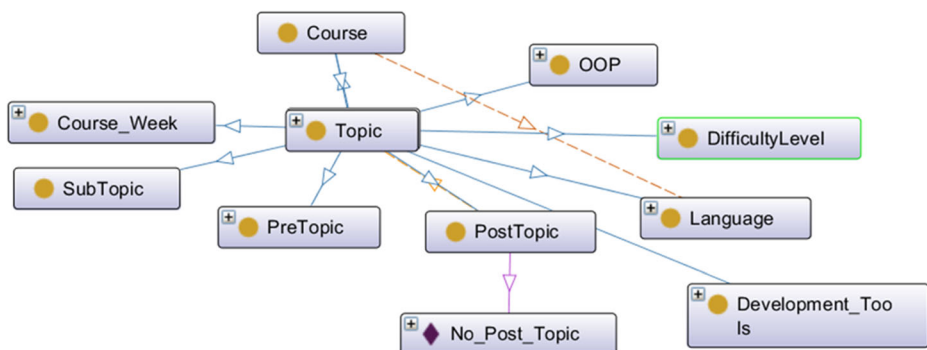 Course
OOP
Course_Week
Topic
DifficultyLevel
SubTopic
PreTopic
PostTopic
Language
No_Post_Topic
Development_Too
ls